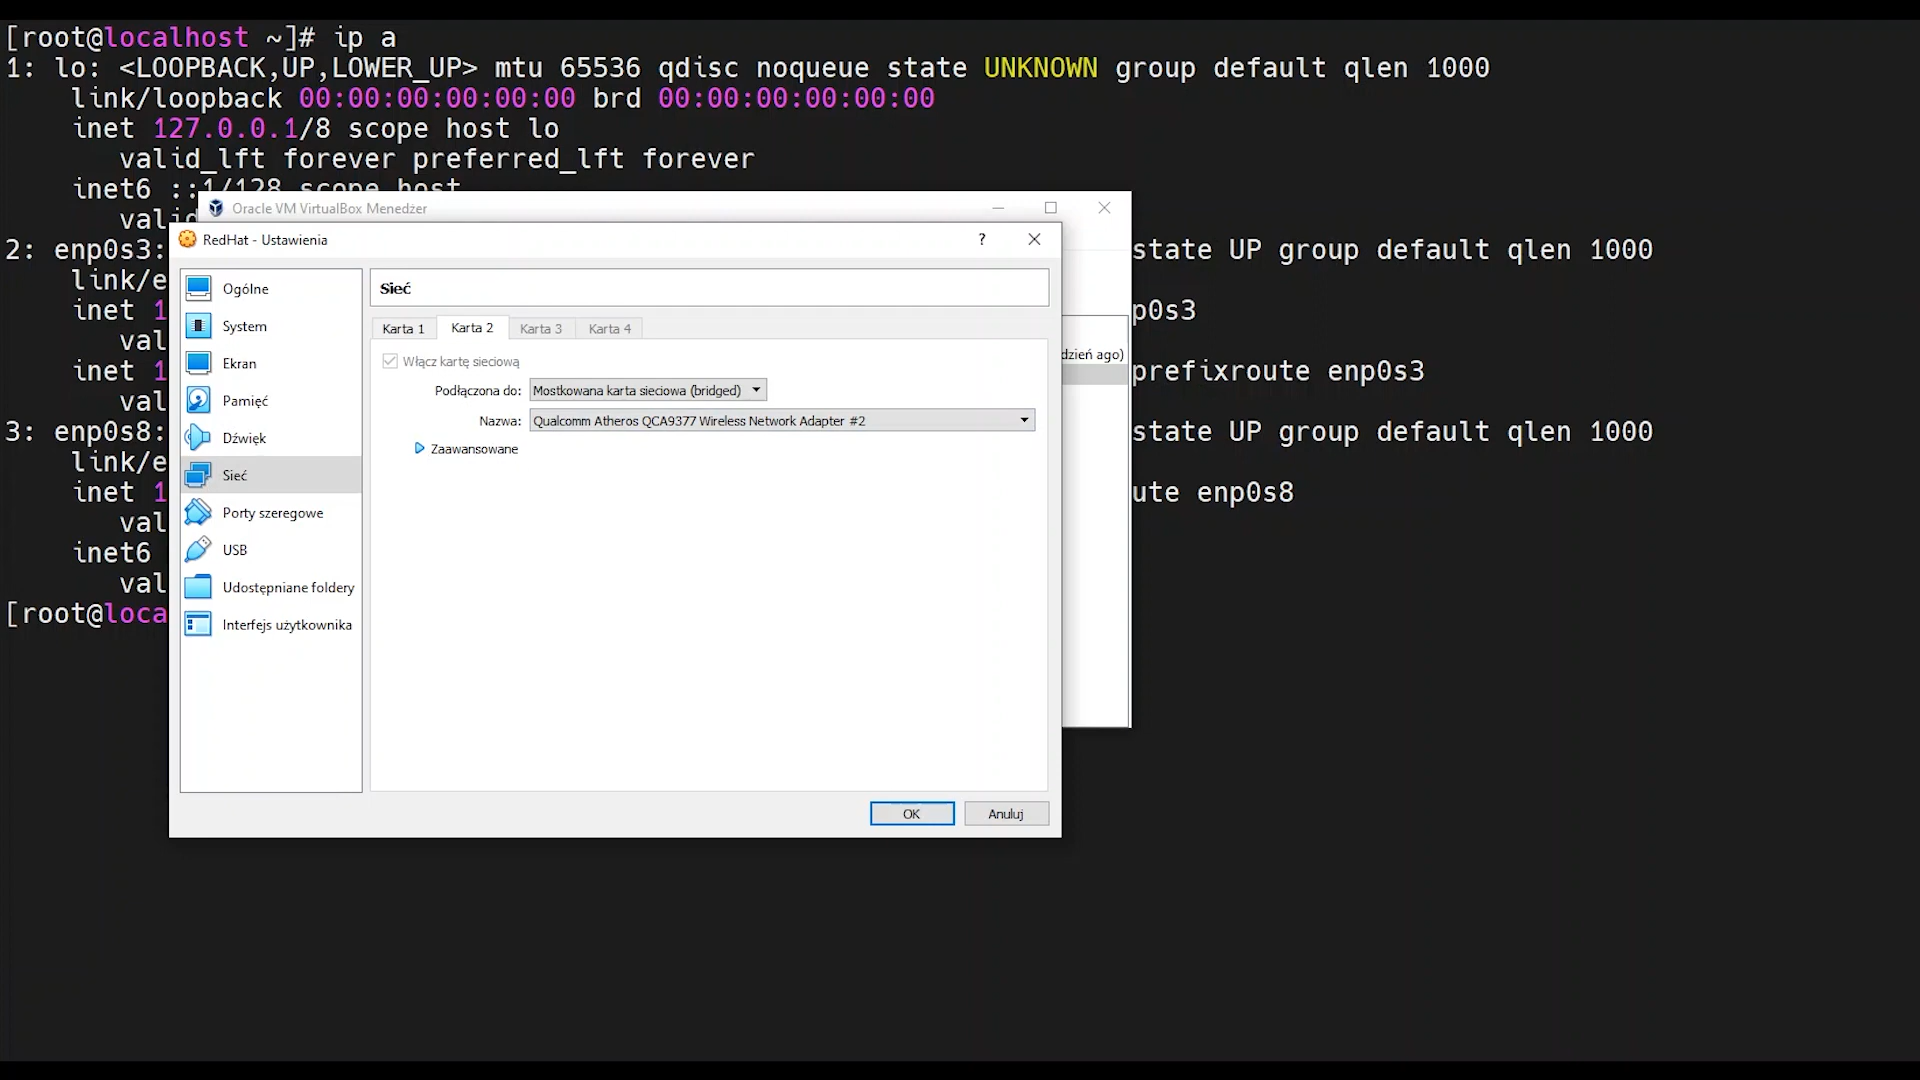 [root@localhost ~]# ip a
1: lo: <LOOPBACK,UP,LOWER_UP> mtu 65536 qdisc noqueue state UNKNOWN group default qlen 1000
link/loopback 00:00:00:00:00:00 brd 00:00:00:00:00:00
inet 127.0.0.1/8 scope host lo
valid_lft forever preferred_lft forever
inet6 ::1/128 scope host
valid
Oracle VM VirtualBox Menedżer
RedHat - Ustawienia
?
2: enp0s3: state UP group default qlen 1000
link/e
inet 1 p0s3
val
inet 1 prefixroute enp0s3
val
3: enp0s8: state UP group default qlen 1000
link/e
inet 1 ute enp0s8
val
inet6
val
[root@loca
dzień ago)
Ogólne
System
Ekran
Pamięć
Dźwięk
Sieć
Porty szeregowe
USB
Udostępniane foldery
Interfejs użytkownika
Sieć
Karta 1 Karta 2 Karta 3 Karta 4
Włącz kartę sieciową
Podłączona do: Mostkowana karta sieciowa (bridged)
Nazwa: Qualcomm Atheros QCA9377 Wireless Network Adapter #2
Zaawansowane
OK Anuluj